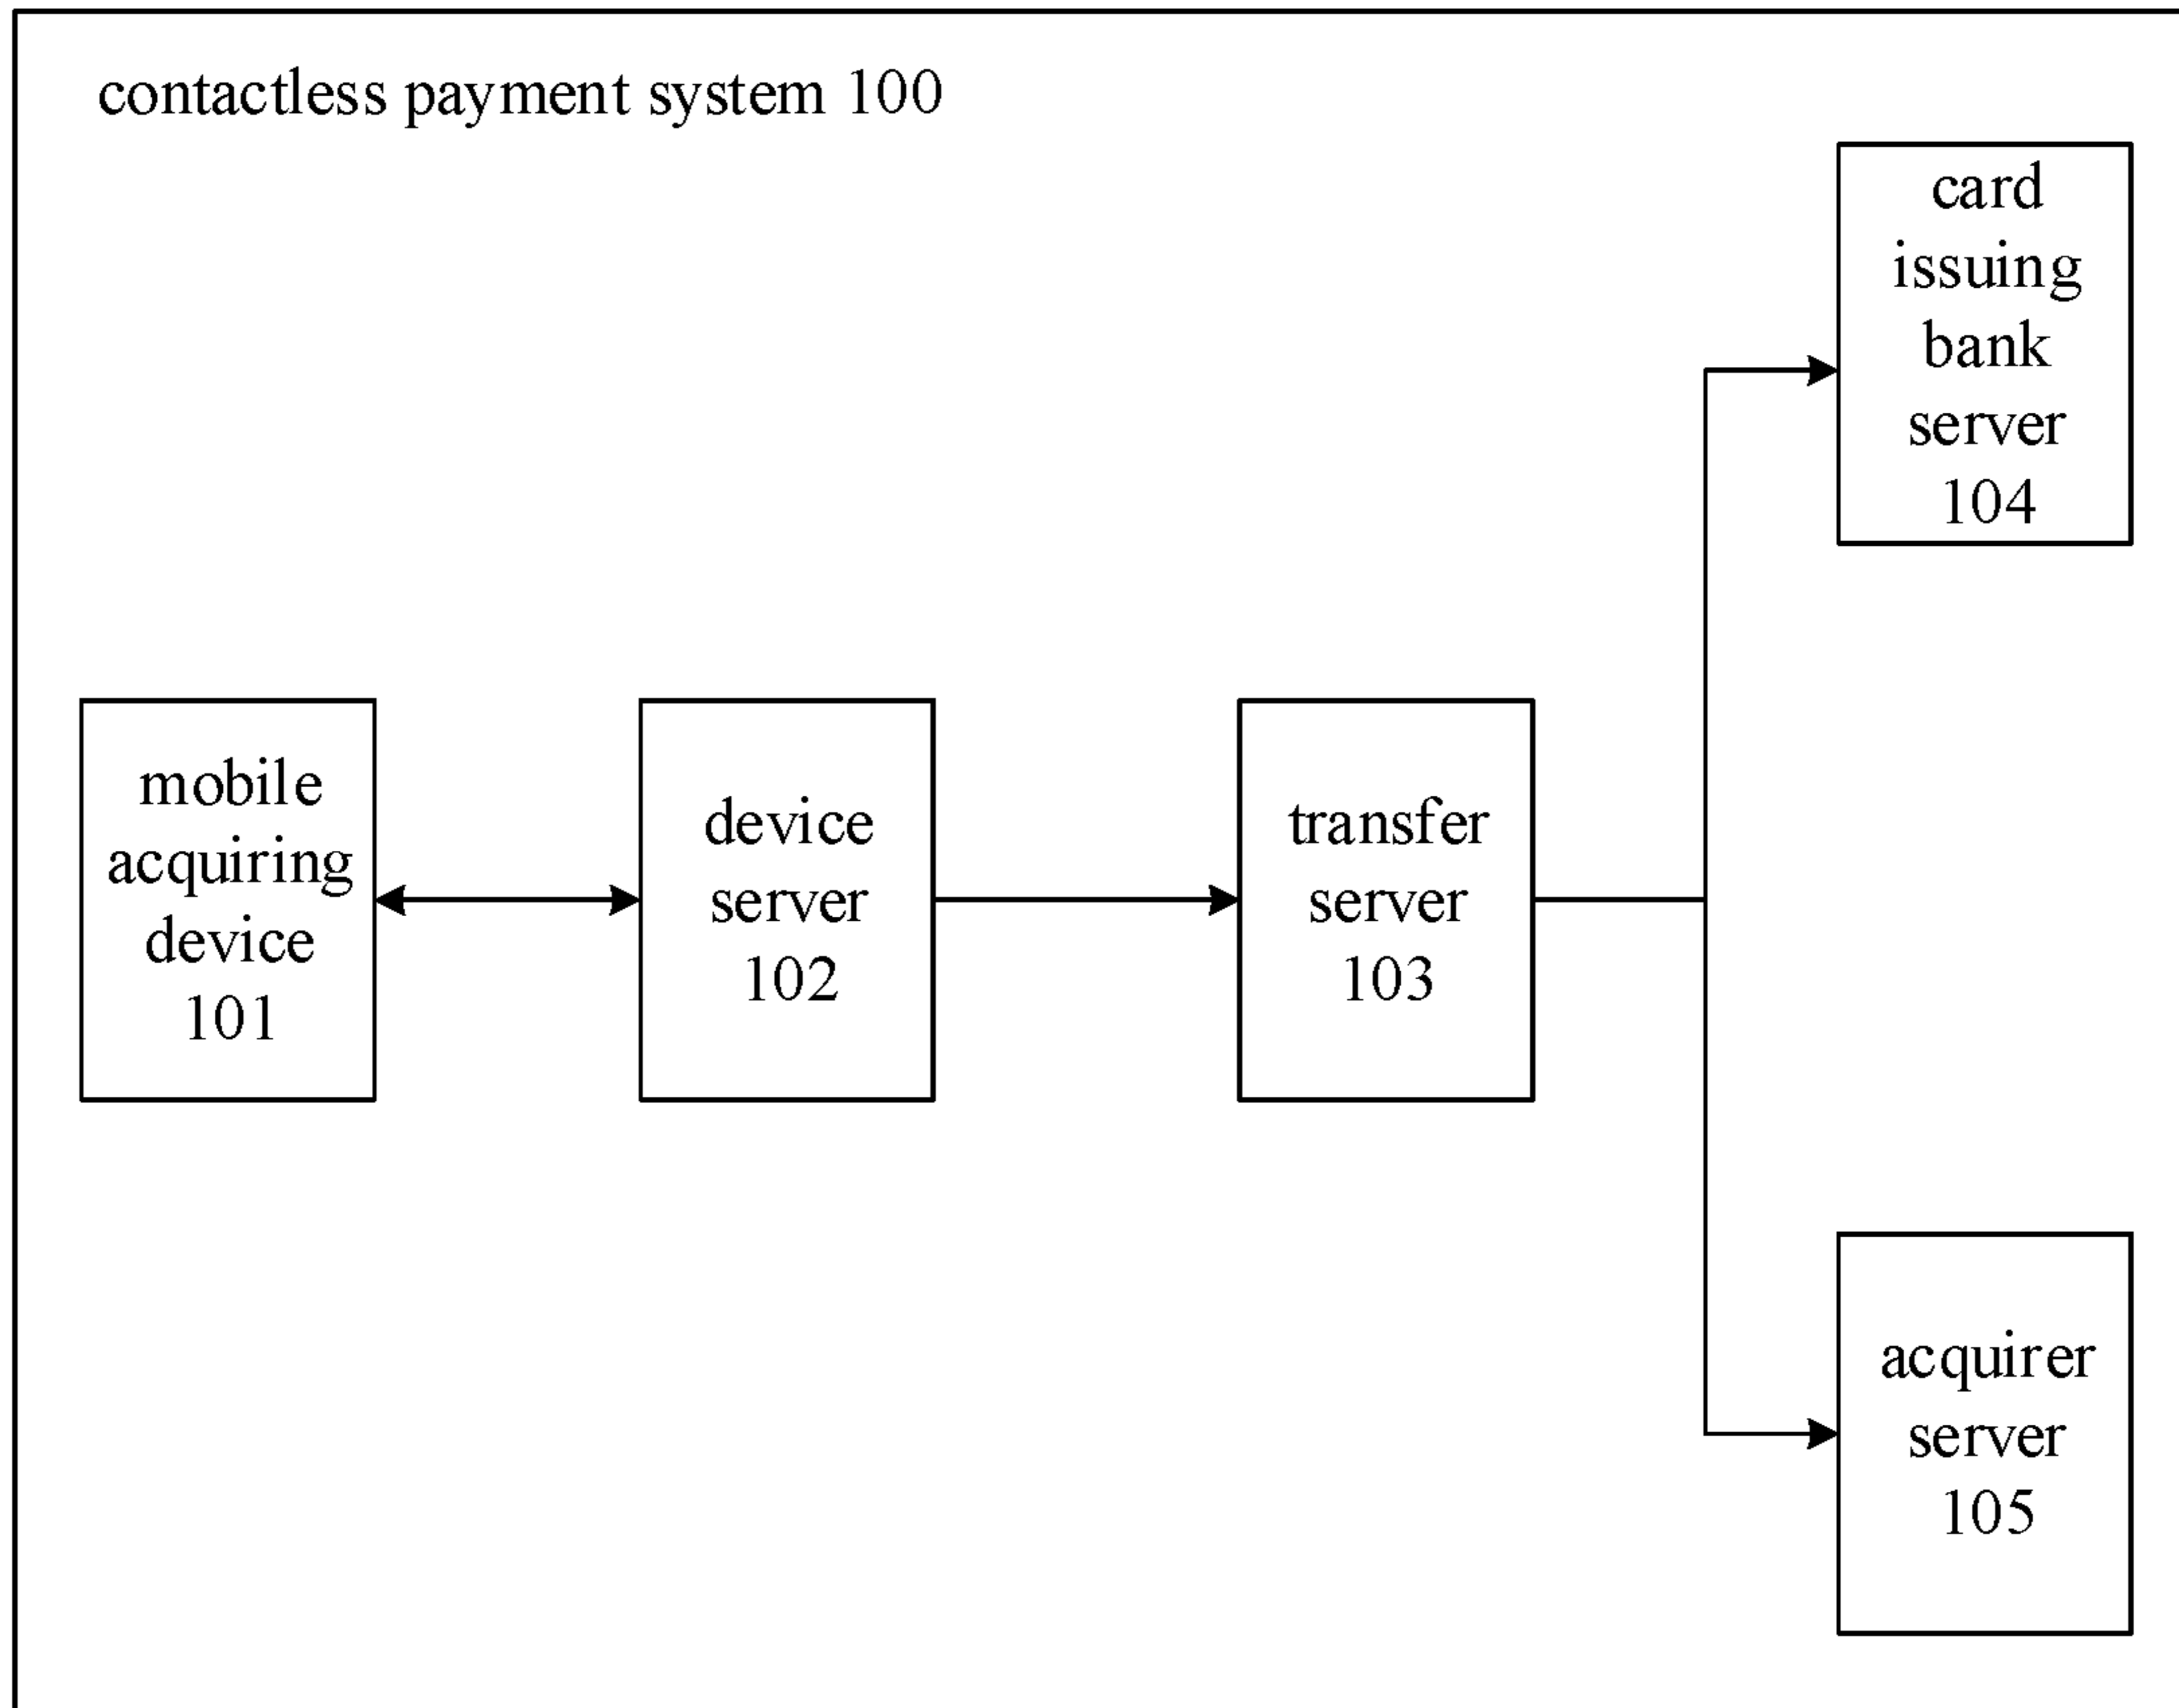 contactless payment system 100
card
issuing
bank
server
104
mobile
acquiring
device
101
device
server
102
transfer
server
103
acquirer
server
105